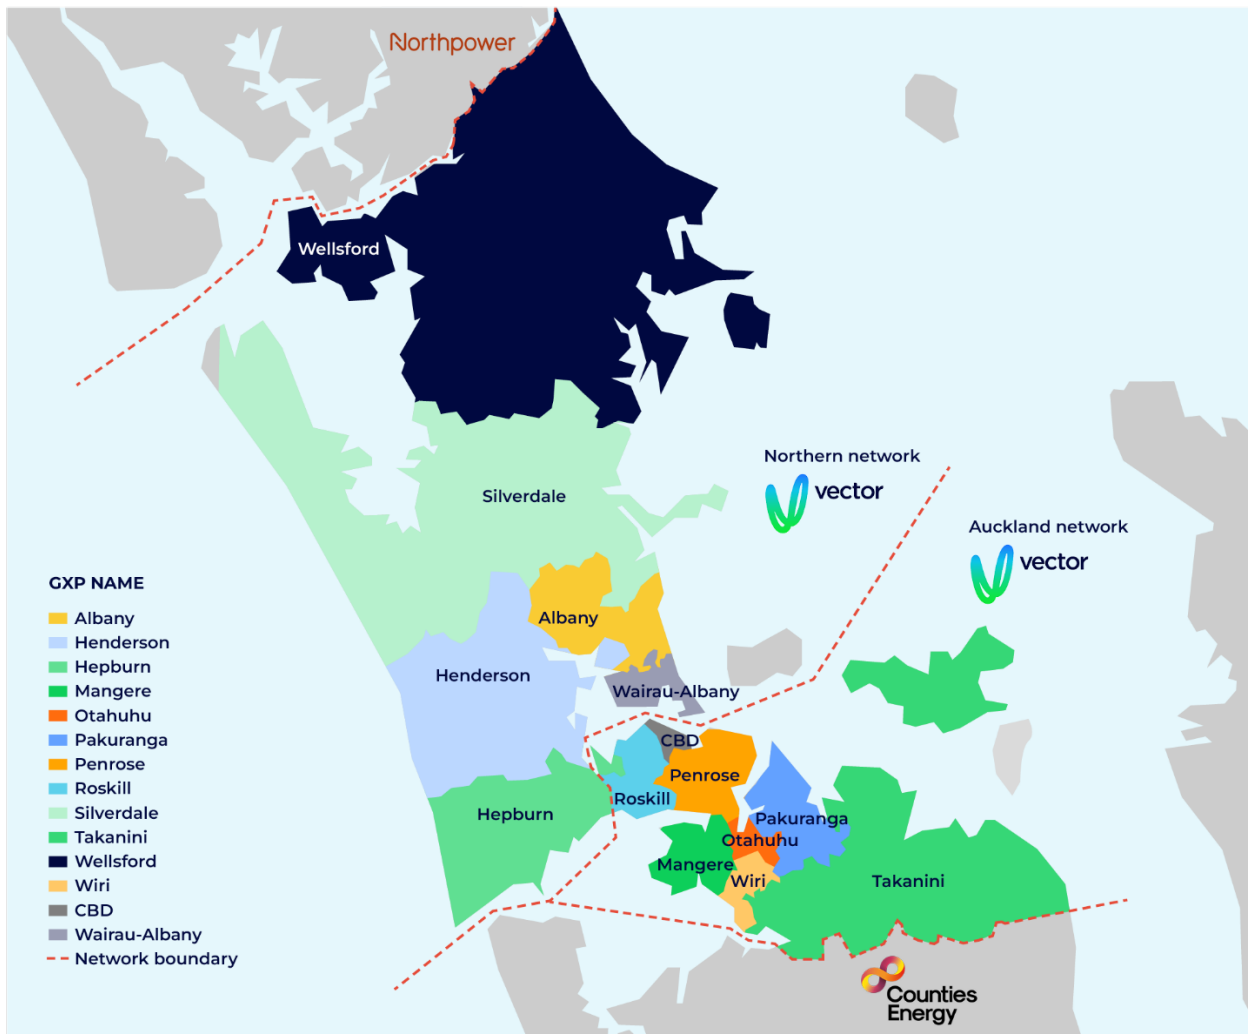 Northpower
Wellsford
Northern network
vector
Silverdale
Auckland network
vector
GXP NAME
Albany
Henderson
Hepburn
Mangere
Otahuhu
Pakuranga
Penrose
Roskill
Silverdale
Takanini
Wellsford
Wiri
CBD
Wairau-Albany
Network boundary
Albany
Henderson
Wairau-Albany
CBD
Penrose
Roskill
Hepburn
Pakuranga
Otahuhu
Mangere
Wiri
Takanini
Counties
Energy